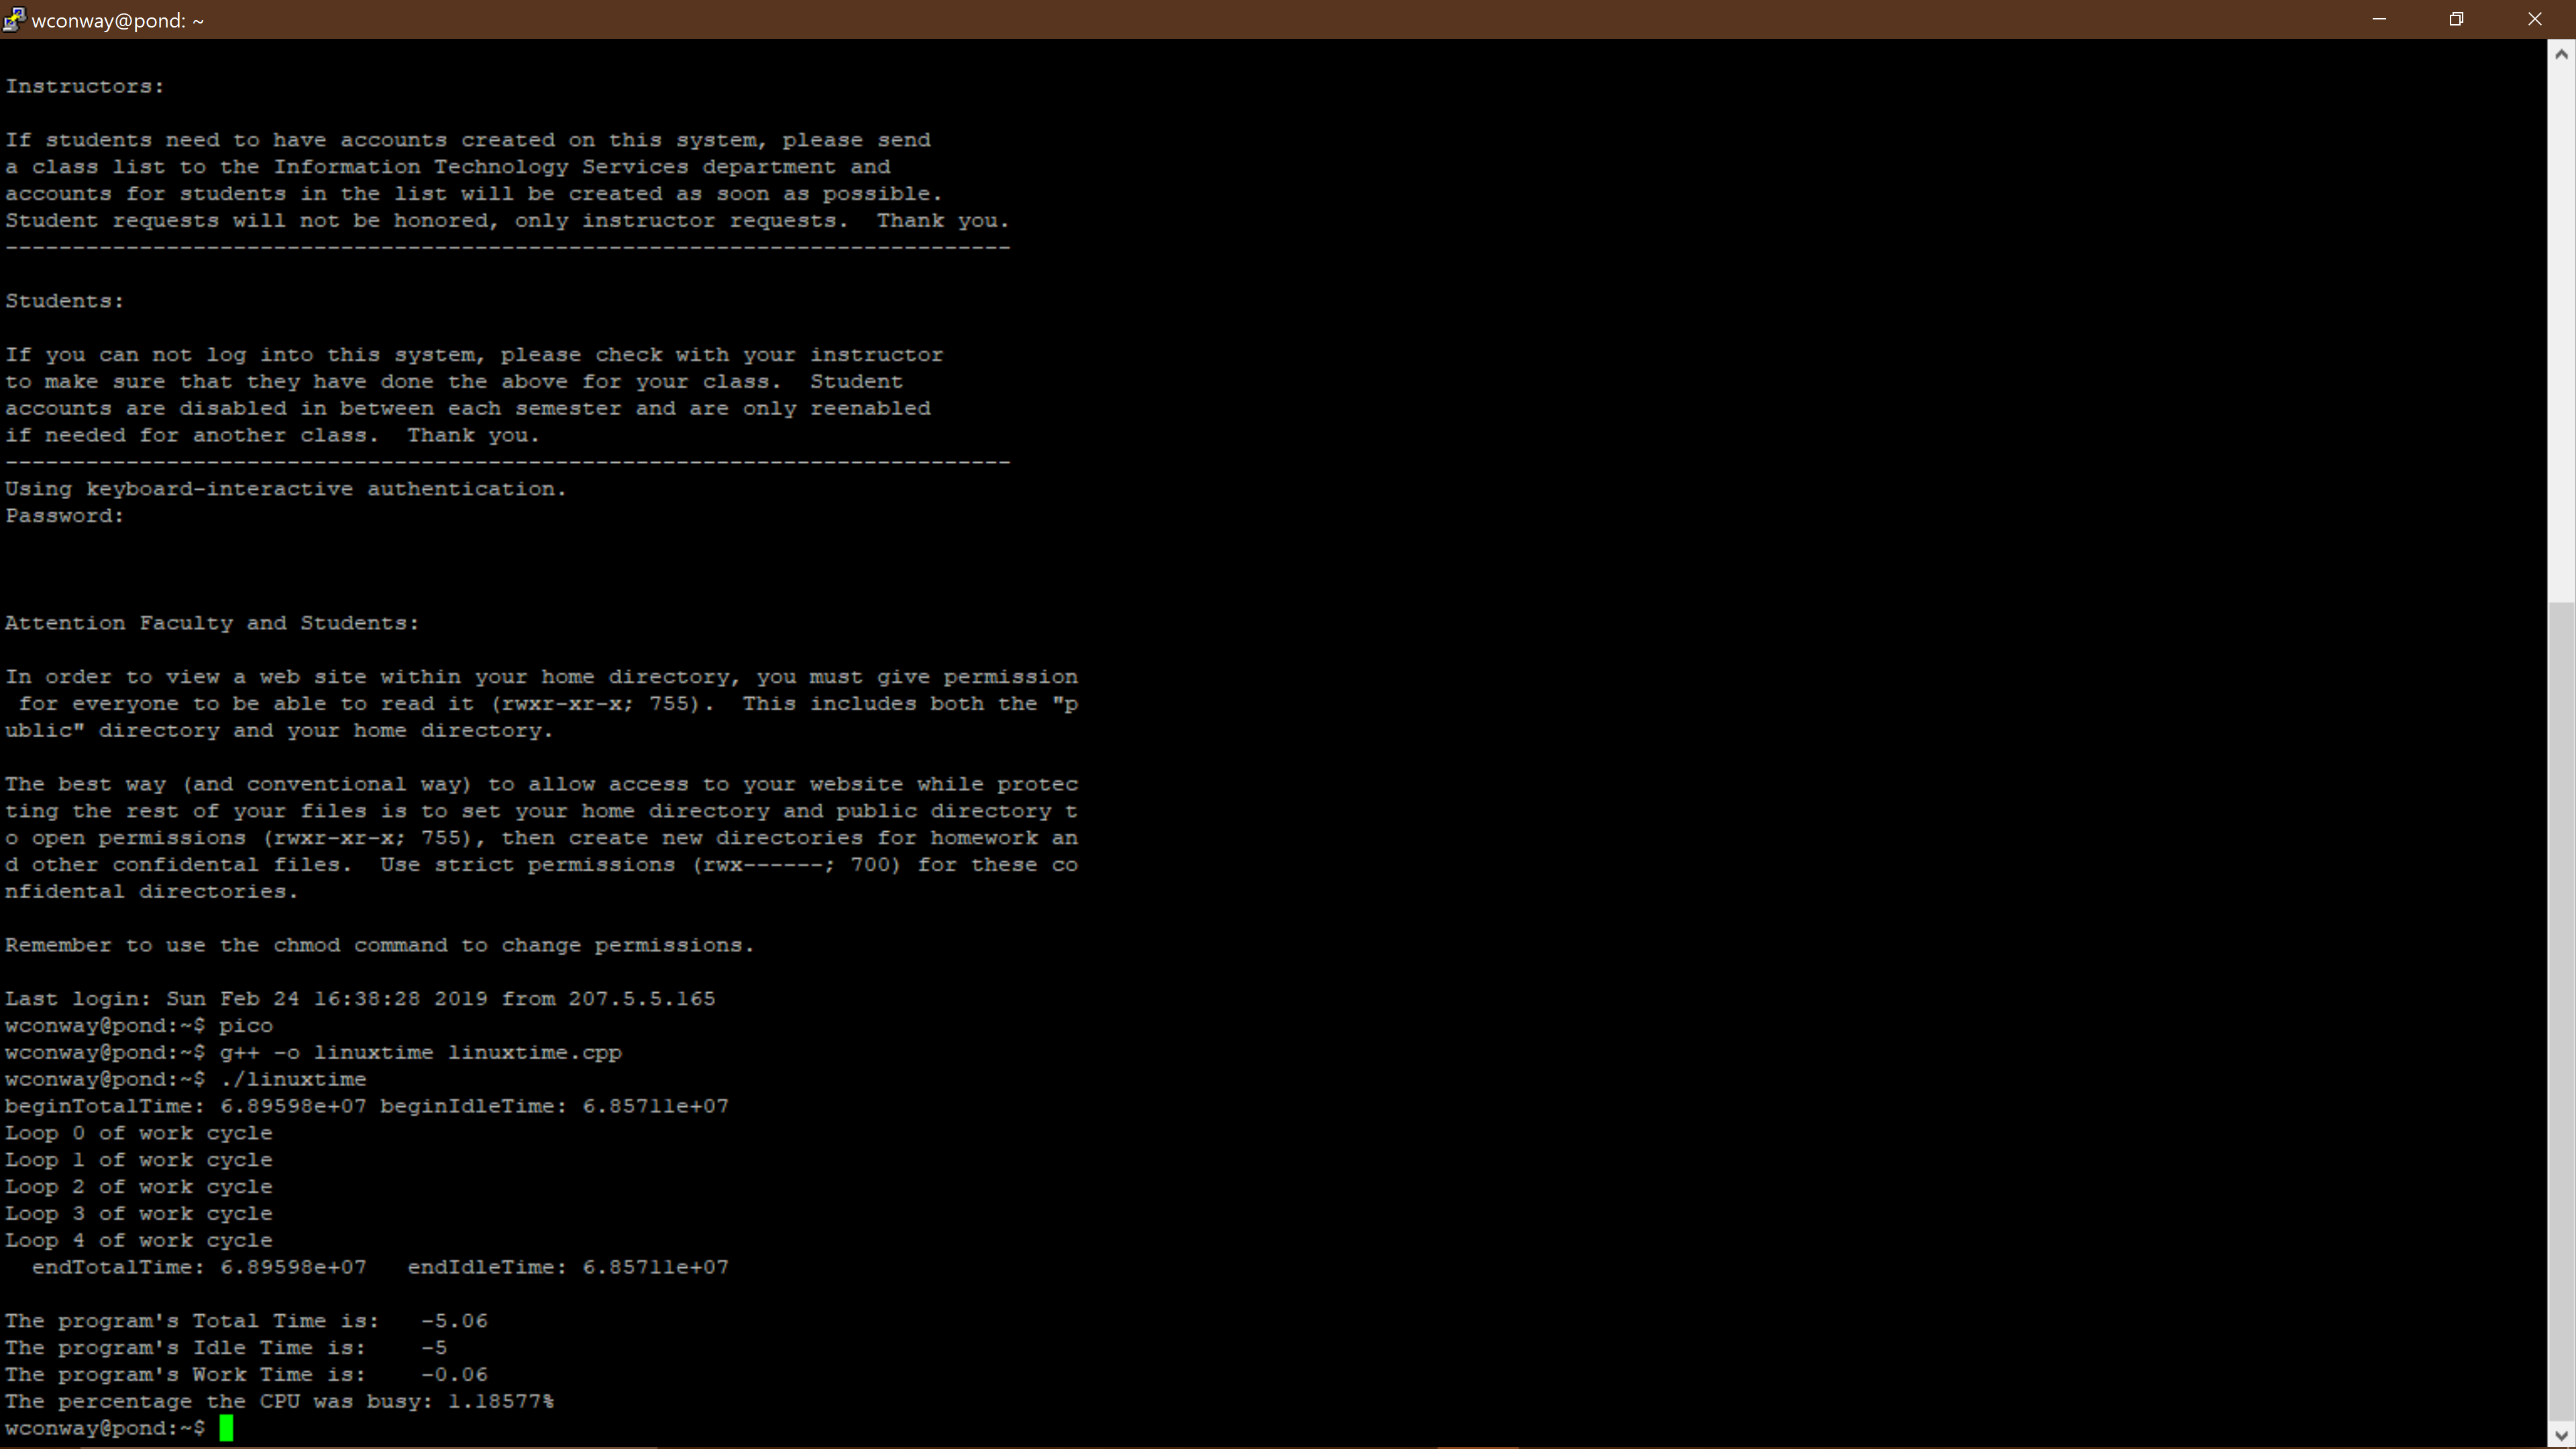 wconway@pond: ~
Instructors:
If students need to have accounts created on this system, please send
a class list to the Information Technology Services department and
accounts for students in the list will be created as soon as possible.
Student requests will not be honored, only instructor requests.  Thank you.
---------------------------------------------------------------------------
Students:
If you can not log into this system, please check with your instructor
to make sure that they have done the above for your class.  Student
accounts are disabled in between each semester and are only reenabled
if needed for another class.  Thank you.
---------------------------------------------------------------------------
Using keyboard-interactive authentication.
Password:
Attention Faculty and Students:
In order to view a web site within your home directory, you must give permission
 for everyone to be able to read it (rwxr-xr-x; 755).  This includes both the "p
ublic" directory and your home directory.
The best way (and conventional way) to allow access to your website while protec
ting the rest of your files is to set your home directory and public directory t
o open permissions (rwxr-xr-x; 755), then create new directories for homework an
d other confidental files.  Use strict permissions (rwx------; 700) for these co
nfidental directories.
Remember to use the chmod command to change permissions.
Last login: Sun Feb 24 16:38:28 2019 from 207.5.5.165
wconway@pond:~$ pico
wconway@pond:~$ g++ -o linuxtime linuxtime.cpp
wconway@pond:~$ ./linuxtime
beginTotalTime: 6.89598e+07 beginIdleTime: 6.85711e+07
Loop 0 of work cycle
Loop 1 of work cycle
Loop 2 of work cycle
Loop 3 of work cycle
Loop 4 of work cycle
  endTotalTime: 6.89598e+07   endIdleTime: 6.85711e+07
The program's Total Time is:   -5.06
The program's Idle Time is:    -5
The program's Work Time is:    -0.06
The percentage the CPU was busy: 1.18577%
wconway@pond:~$